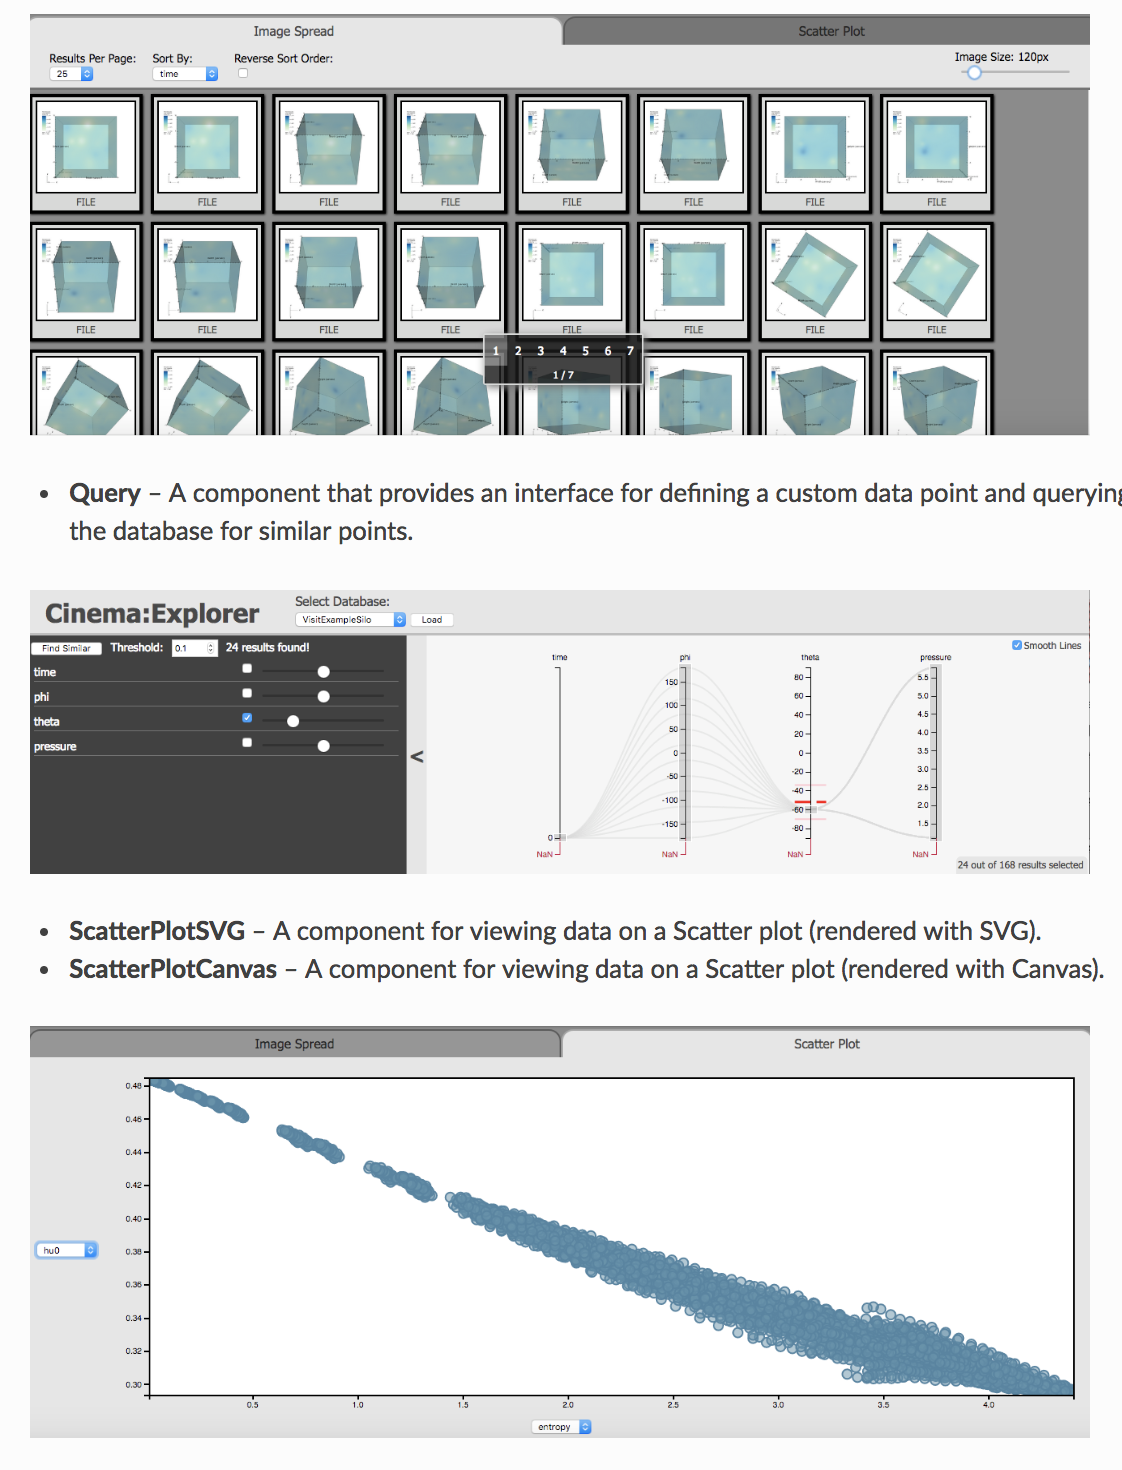 Image Spread
Scatter Plot
Results Per Page:
Sort By:
Reverse Sort Order:
Image Size: 120px
25
time
FILE FILE FILE FILE FILE FILE FILE FILE
FILE FILE FILE FILE FILE FILE FILE FILE
1 2 3 4 5 6 7
1 / 7
• Query – A component that provides an interface for defining a custom data point and querying
the database for similar points.
Cinema:Explorer
Select Database:
VisitExampleSilo
Load
Find Similar
Threshold:
0.1
24 results found!
time
phi
theta
pressure
<
Smooth Lines
time
phi
theta
pressure
0
NaN
150
100
50
0
-50
-100
-150
NaN
80
60
40
20
0
-20
-40
-60
-80
NaN
5.5
5.0
4.5
4.0
3.5
3.0
2.5
2.0
1.5
NaN
24 out of 168 results selected
• ScatterPlotSVG – A component for viewing data on a Scatter plot (rendered with SVG).
• ScatterPlotCanvas – A component for viewing data on a Scatter plot (rendered with Canvas).
Image Spread
Scatter Plot
0.48
0.46
0.44
0.42
0.40
0.38
0.36
0.34
0.32
0.30
hu0
0.5 1.0 1.5 2.0 2.5 3.0 3.5 4.0
entropy